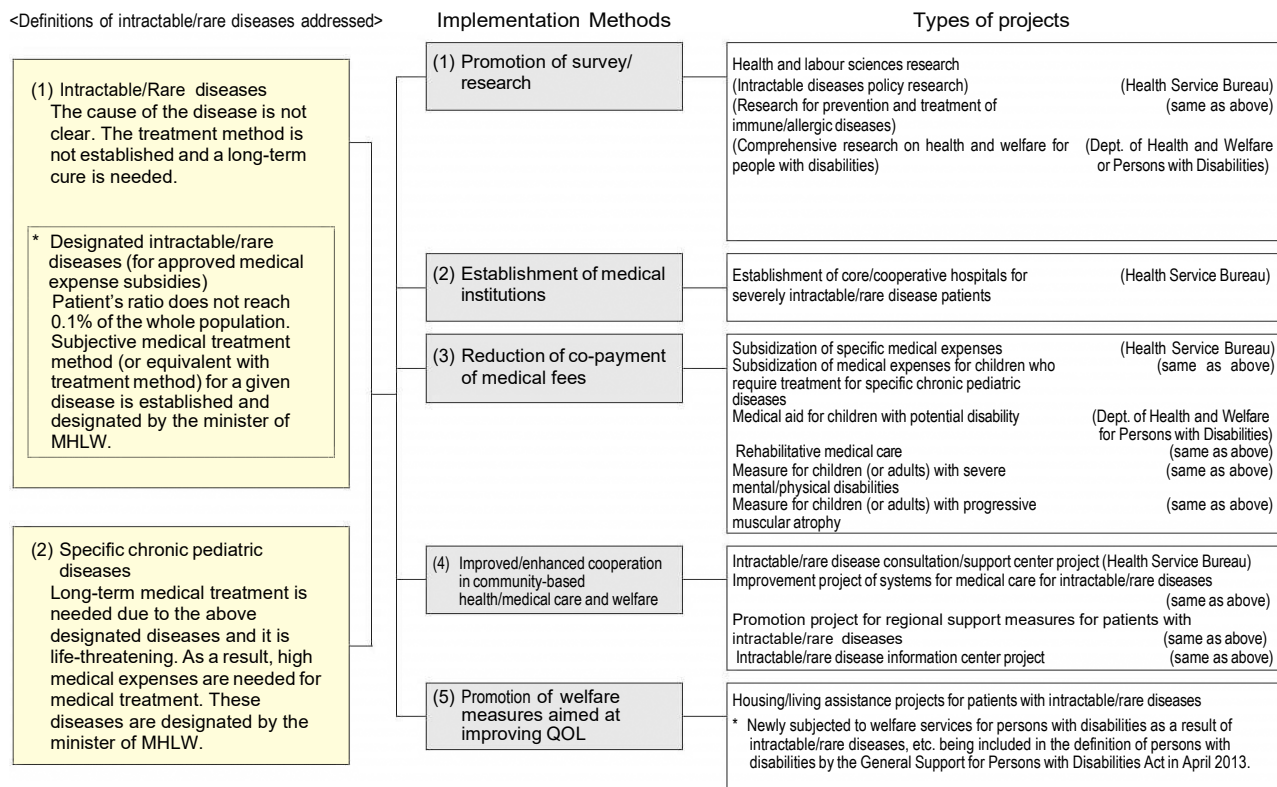 <Definitions of intractable/rare diseases addressed>
Implementation Methods
Types of projects
(1) Intractable/Rare diseases
The cause of the disease is not
clear. The treatment method is
not established and a long-term
cure is needed.
* Designated intractable/rare
diseases (for approved medical
expense subsidies)
Patient's ratio does not reach
0.1% of the whole population.
Subjective medical treatment
method (or equivalent with
treatment method) for a given
disease is established and
designated by the minister of
MHLW.
(2) Specific chronic pediatric
diseases
Long-term medical treatment is
needed due to the above
designated diseases and it is
life-threatening. As a result, high
medical expenses are needed for
medical treatment. These
diseases are designated by the
minister of MHLW.
(1) Promotion of survey/
research
Health and labour sciences research
(Intractable diseases policy research) (Health Service Bureau)
(Research for prevention and treatment of (same as above)
immune/allergic diseases)
(Comprehensive research on health and welfare for (Dept. of Health and Welfare
people with disabilities) or Persons with Disabilities)
(2) Establishment of medical
institutions
Establishment of core/cooperative hospitals for (Health Service Bureau)
severely intractable/rare disease patients
(3) Reduction of co-payment
of medical fees
Subsidization of specific medical expenses (Health Service Bureau)
Subsidization of medical expenses for children who (same as above)
require treatment for specific chronic pediatric
diseases
Medical aid for children with potential disability (Dept. of Health and Welfare
for Persons with Disabilities)
Rehabilitative medical care (same as above)
Measure for children (or adults) with severe (same as above)
mental/physical disabilities
Measure for children (or adults) with progressive (same as above)
muscular atrophy
(4) Improved/enhanced cooperation
in community-based
health/medical care and welfare
Intractable/rare disease consultation/support center project (Health Service Bureau)
Improvement project of systems for medical care for intractable/rare diseases
(same as above)
Promotion project for regional support measures for patients with
intractable/rare diseases (same as above)
Intractable/rare disease information center project (same as above)
(5) Promotion of welfare
measures aimed at
improving QOL
Housing/living assistance projects for patients with intractable/rare diseases
* Newly subjected to welfare services for persons with disabilities as a result of
intractable/rare diseases, etc. being included in the definition of persons with
disabilities by the General Support for Persons with Disabilities Act in April 2013.